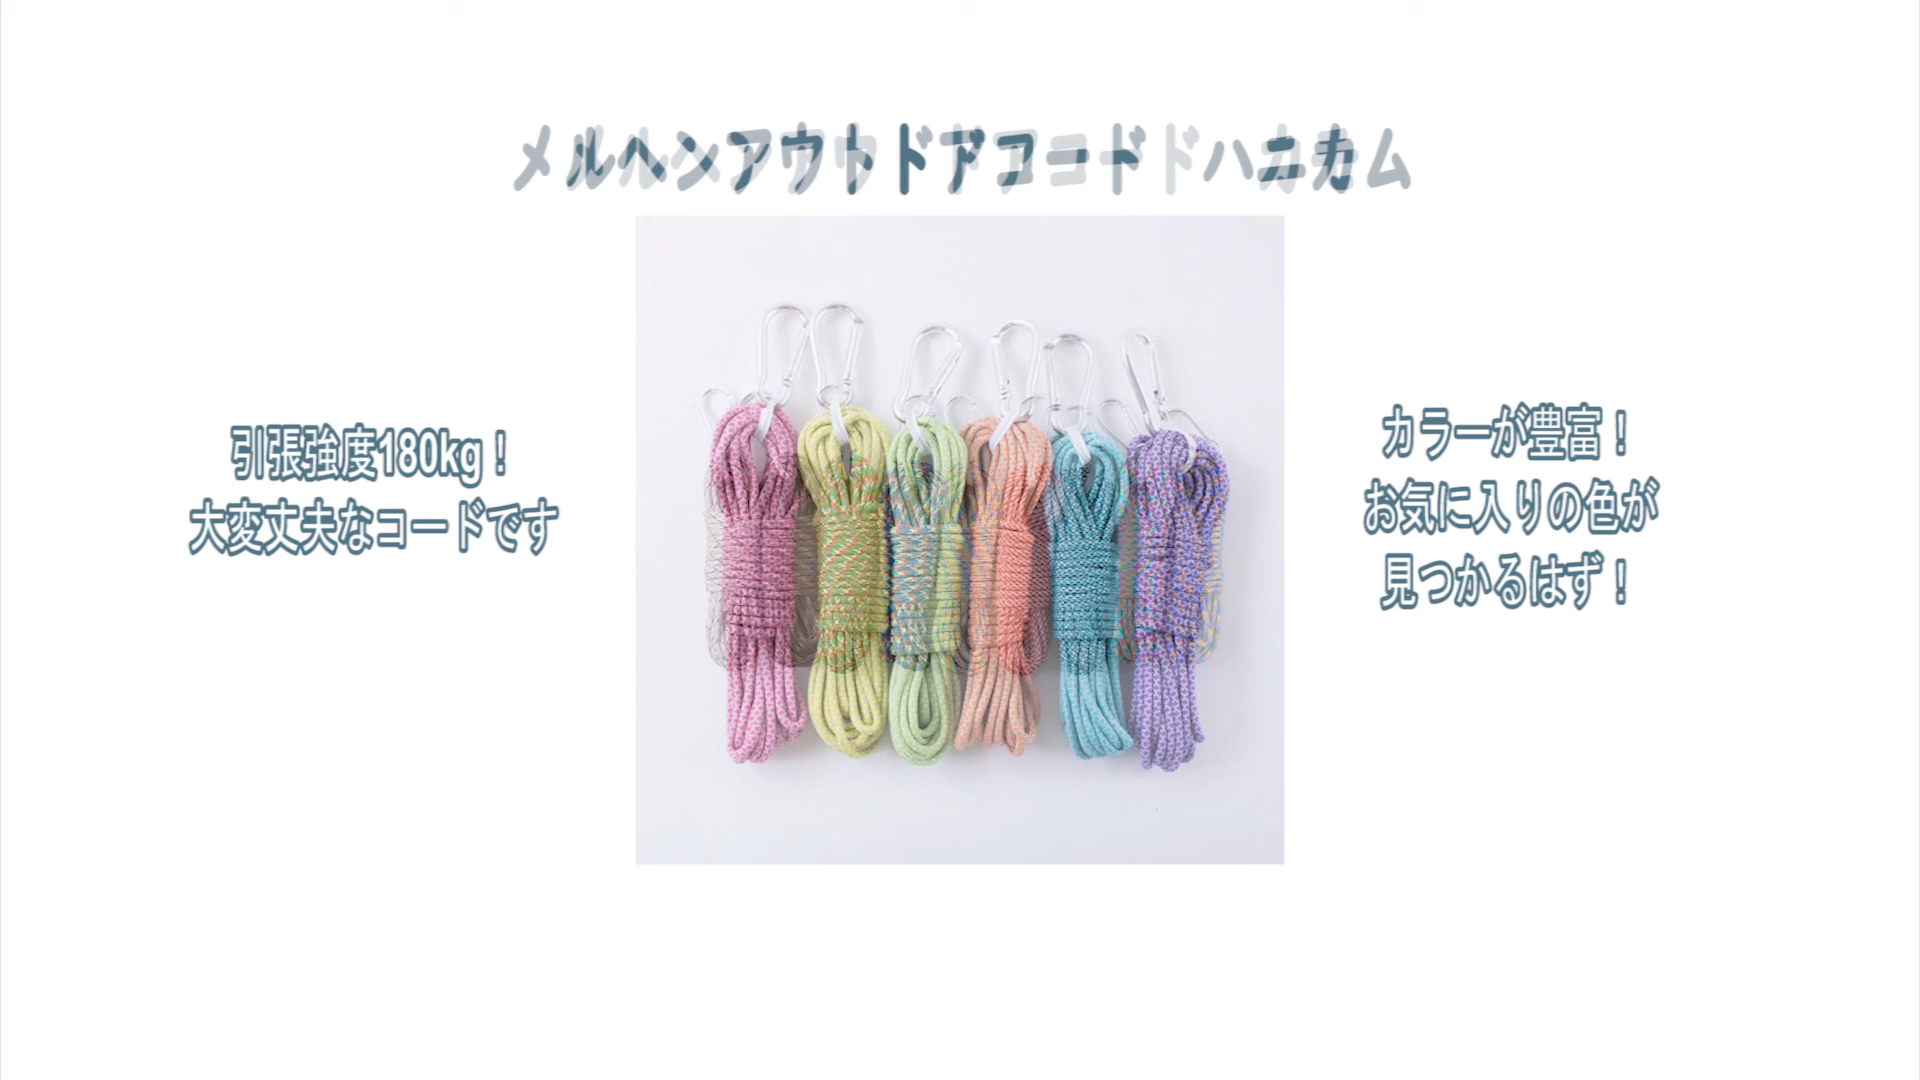 メルヘンアウトドアコードハニカム
引張強度180kg！
大変丈夫なコードです
カラーが豊富！
お気に入りの色が
見つかるはず！